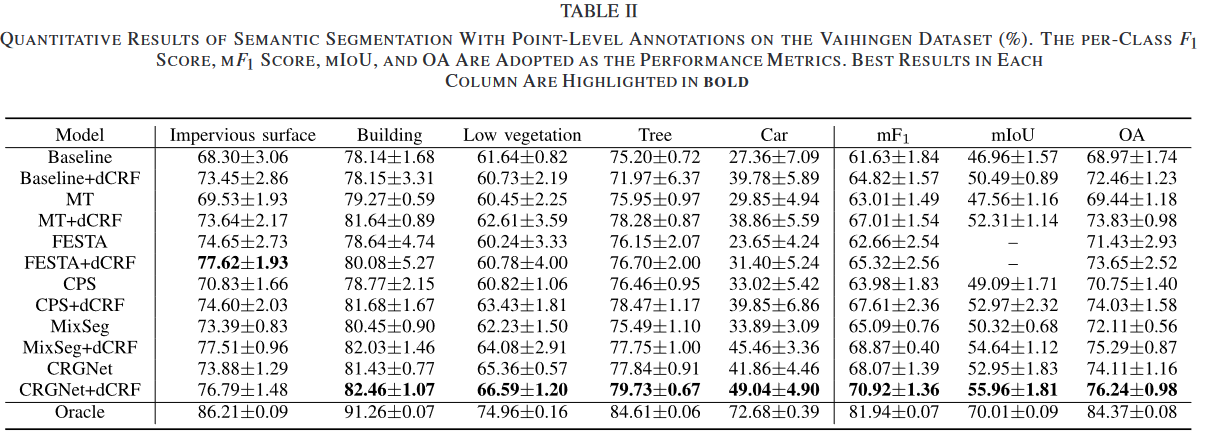 TABLE II
QUANTITATIVE RESULTS OF SEMANTIC SEGMENTATION WITH POINT-LEVEL ANNOTATIONS ON THE VAIHINGEN DATASET (%). THE PER-CLASS F1
SCORE, MF1 SCORE, MIOU, AND OA ARE ADOPTED AS THE PERFORMANCE METRICS. BEST RESULTS IN EACH
COLUMN ARE HIGHLIGHTED IN BOLD
Model Impervious surface Building Low vegetation Tree Car mF1 mIoU OA
Baseline 68.30±3.06 78.14±1.68 61.64±0.82 75.20±0.72 27.36±7.09 61.63±1.84 46.96±1.57 68.97±1.74
Baseline+dCRF 73.45±2.86 78.15±3.31 60.73±2.19 71.97±6.37 39.78±5.89 64.82±1.57 50.49±0.89 72.46±1.23
MT 69.53±1.93 79.27±0.59 60.45±2.25 75.95±0.97 29.85±4.94 63.01±1.49 47.56±1.16 69.44±1.18
MT+dCRF 73.64±2.17 81.64±0.89 62.61±3.59 78.28±0.87 38.86±5.59 67.01±1.54 52.31±1.14 73.83±0.98
FESTA 74.65±2.73 78.64±4.74 60.24±3.33 76.15±2.07 23.65±4.24 62.66±2.54 – 71.43±2.93
FESTA+dCRF 77.62±1.93 80.08±5.27 60.78±4.00 76.70±2.00 31.40±5.24 65.32±2.56 – 73.65±2.52
CPS 70.83±1.66 78.77±2.15 60.82±1.06 76.46±0.95 33.02±5.42 63.98±1.83 49.09±1.71 70.75±1.40
CPS+dCRF 74.60±2.03 81.68±1.67 63.43±1.81 78.47±1.17 39.85±6.86 67.61±2.36 52.97±2.32 74.03±1.58
MixSeg 73.39±0.83 80.45±0.90 62.23±1.50 75.49±1.10 33.89±3.09 65.09±0.76 50.32±0.68 72.11±0.56
MixSeg+dCRF 77.51±0.96 82.03±1.46 64.08±2.91 77.75±1.00 45.46±3.36 68.87±0.40 54.64±1.12 75.29±0.87
CRGNet 73.88±1.29 81.43±0.77 65.36±0.57 77.84±0.91 41.86±4.46 68.07±1.39 52.95±1.83 74.11±1.16
CRGNet+dCRF 76.79±1.48 82.46±1.07 66.59±1.20 79.73±0.67 49.04±4.90 70.92±1.36 55.96±1.81 76.24±0.98
Oracle 86.21±0.09 91.26±0.07 74.96±0.16 84.61±0.06 72.68±0.39 81.94±0.07 70.01±0.09 84.37±0.08